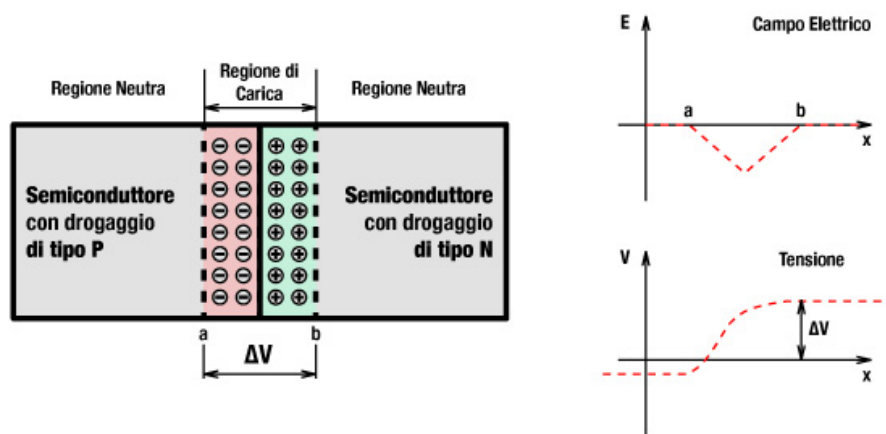 Regione Neutra
Regione di
Carica
Regione Neutra
Semiconduttore
con drogaggio
di tipo P
⊖ ⊖ ⊕ ⊕
⊖ ⊖ ⊕ ⊕
⊖ ⊖ ⊕ ⊕
⊖ ⊖ ⊕ ⊕
⊖ ⊖ ⊕ ⊕
⊖ ⊖ ⊕ ⊕
⊖ ⊖ ⊕ ⊕
⊖ ⊖ ⊕ ⊕
Semiconduttore
con drogaggio
di tipo N
a
b
ΔV
E
Campo Elettrico
a
b
x
V
Tensione
ΔV
x